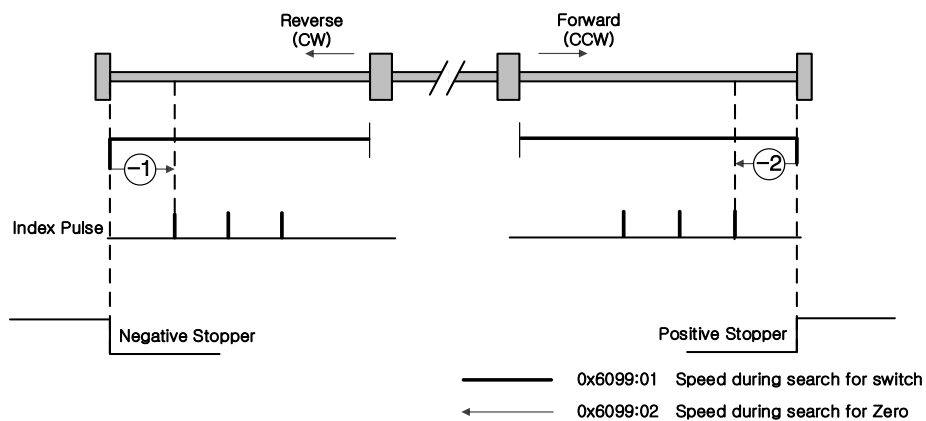 Reverse
(CW)
Forward
(CCW)
-1
-2
Index Pulse
Negative Stopper
Positive Stopper
0x6099:01 Speed during search for switch
0x6099:02 Speed during search for Zero